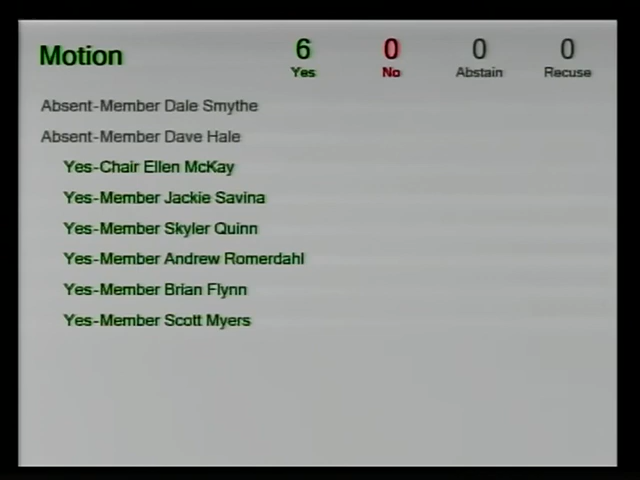 Motion
6 0 0 0
Yes No Abstain Recuse
Absent-Member Dale Smythe
Absent-Member Dave Hale
Yes-Chair Ellen McKay
Yes-Member Jackie Savina
Yes-Member Skyler Quinn
Yes-Member Andrew Romerdahl
Yes-Member Brian Flynn
Yes-Member Scott Myers